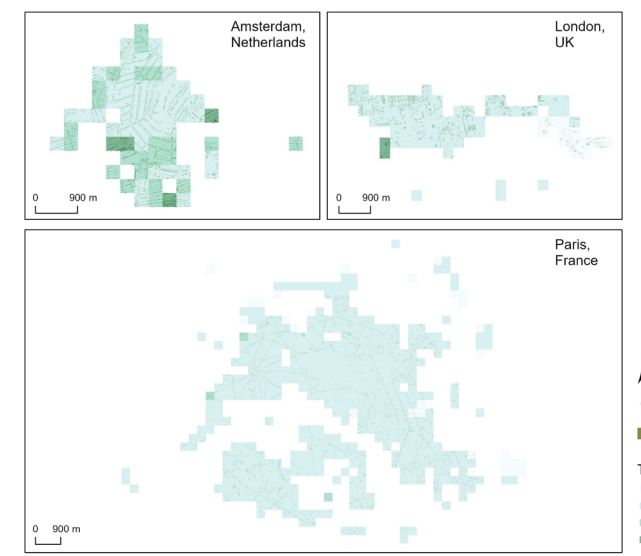 Amsterdam,
Netherlands
0 900 m
London,
UK
0 900 m
Paris,
France
0 900 m